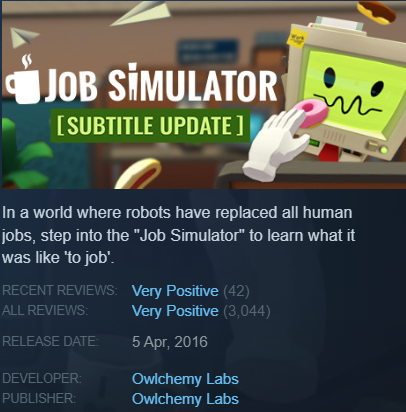 JOB SiMULATOR
[SUBTITLE UPDATE]
In a world where robots have replaced all human
jobs, step into the "Job Simulator" to learn what it
was like 'to job'.
RECENT REVIEWS: Very Positive (42)
ALL REVIEWS: Very Positive (3,044)
RELEASE DATE: 5 Apr, 2016
DEVELOPER: Owlchemy Labs
PUBLISHER: Owlchemy Labs